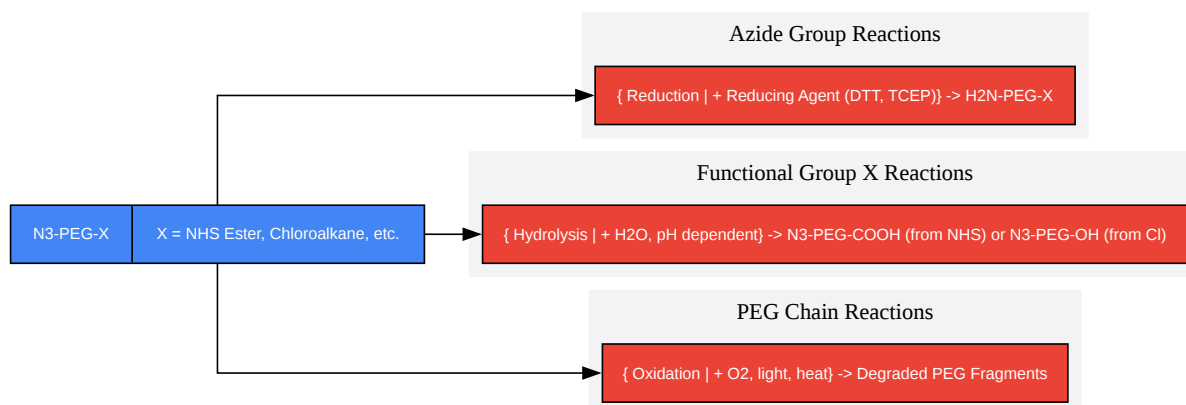 Azide Group Reactions
{ Reduction | + Reducing Agent (DTT, TCEP)} -> H2N-PEG-X
Functional Group X Reactions
N3-PEG-X
X = NHS Ester, Chloroalkane, etc.
{ Hydrolysis | + H2O, pH dependent} -> N3-PEG-COOH (from NHS) or N3-PEG-OH (from Cl)
PEG Chain Reactions
{ Oxidation | + O2, light, heat} -> Degraded PEG Fragments